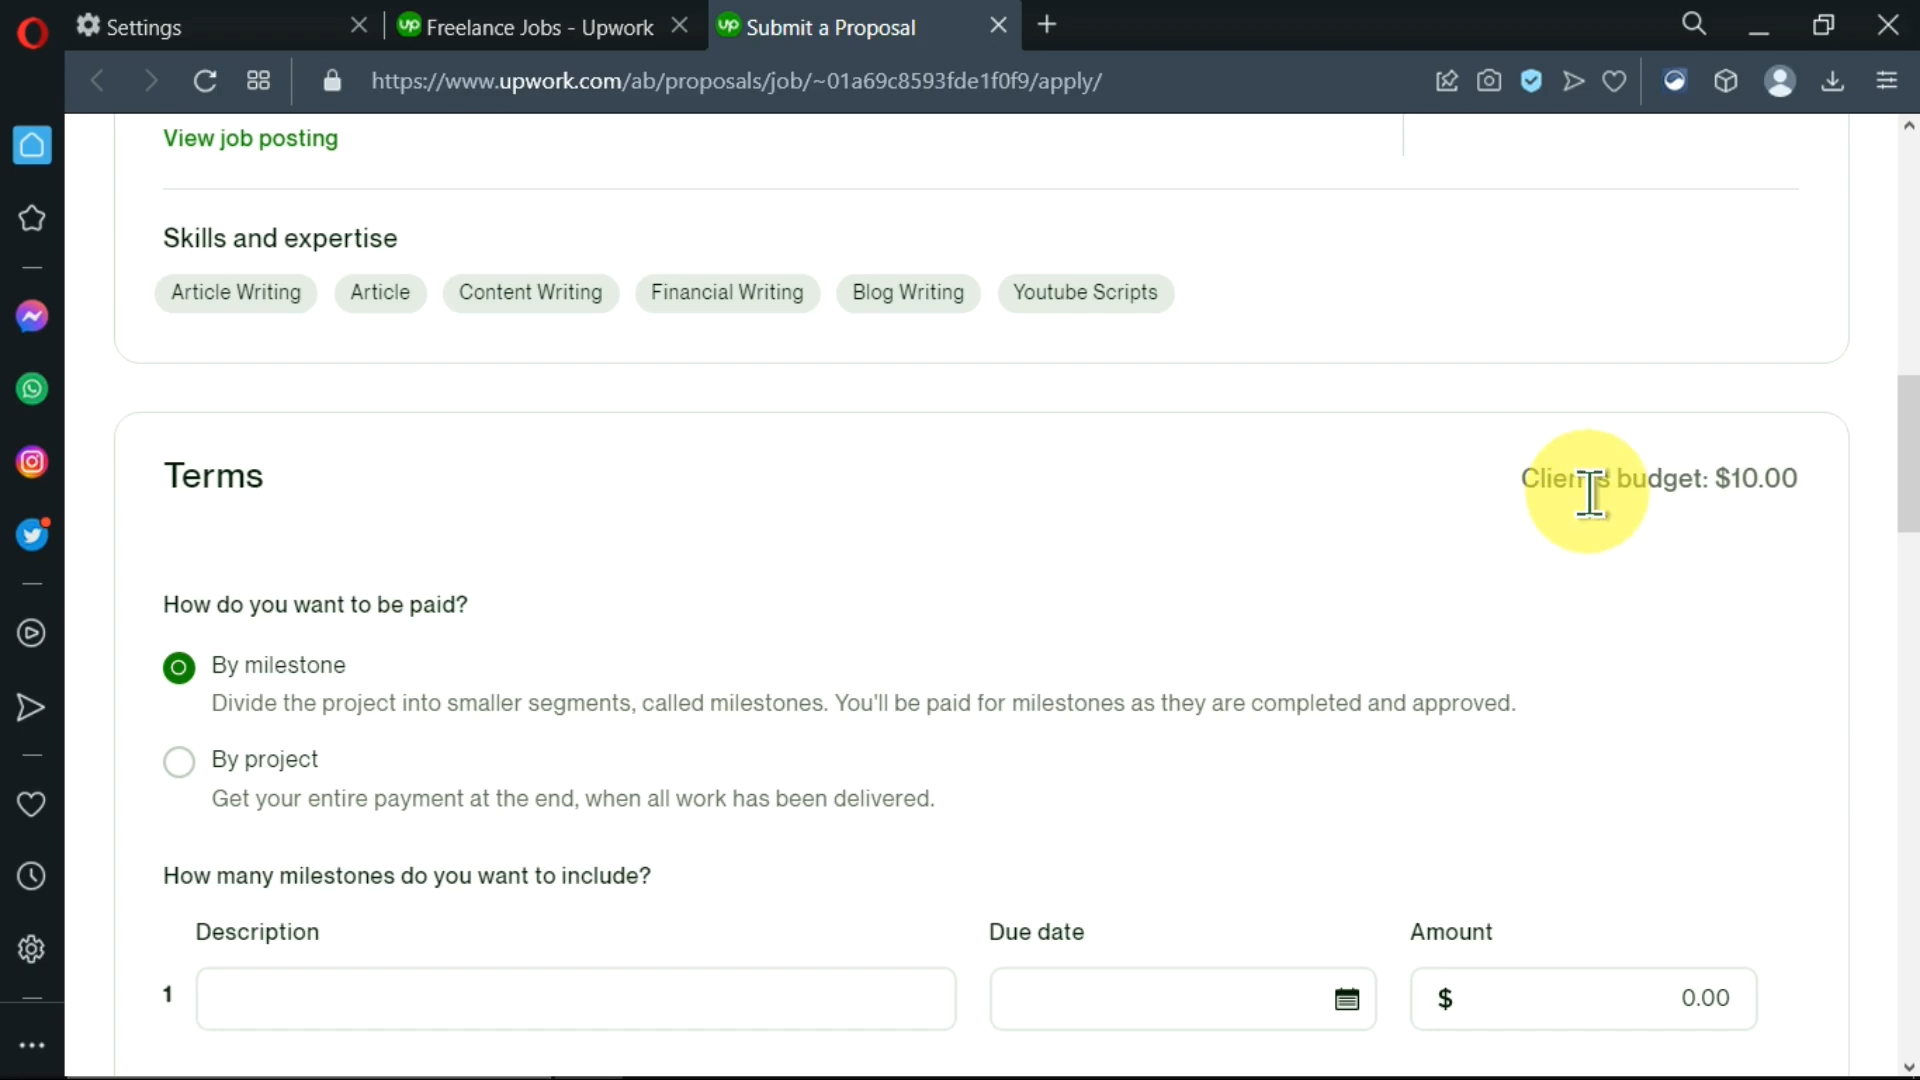 Settings
Freelance Jobs - Upwork
Submit a Proposal
https://www.upwork.com/ab/proposals/job/~01a69c8593fde1f0f9/apply/
View job posting
Skills and expertise
Article Writing
Article
Content Writing
Financial Writing
Blog Writing
Youtube Scripts
Terms
Client's budget: $10.00
How do you want to be paid?
By milestone
Divide the project into smaller segments, called milestones. You'll be paid for milestones as they are completed and approved.
By project
Get your entire payment at the end, when all work has been delivered.
How many milestones do you want to include?
Description
Due date
Amount
1
$
0.00